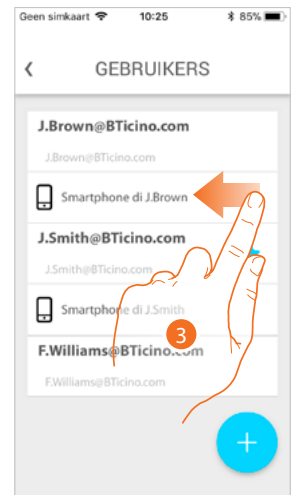 Geen simkaart 10:25 85%
GEBRUIKERS
J.Brown@BTicino.com
J.Brown@BTicino.com
Smartphone di J.Brown
J.Smith@BTicino.com
J.Smith@BTicino.com
Smartphone di J.Smith
3
F.Williams@BTicino.com
F.Williams@BTicino.com
+